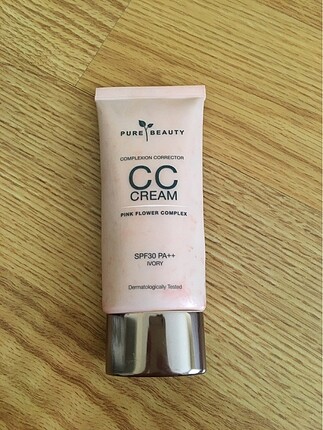 PURE BEAUTY
COMPLEXION CORRECTOR
CC
CREAM
PINK FLOWER COMPLEX
SPF30 PA++
IVORY
Dermatologically Tested